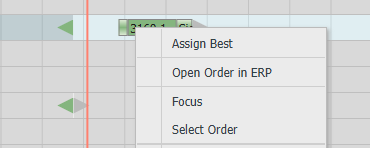 Assign Best
Open Order in ERP
Focus
Select Order